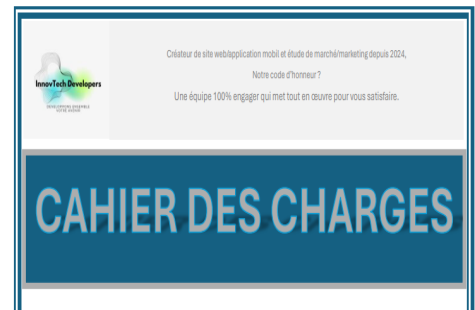 Créateur de site web/application mobil et étude de marché/marketing depuis 2024,
Notre code d'honneur ?
Une équipe 100% engager qui met tout en œuvre pour vous satisfaire.
InnovTech Developers
DEVELOPPONS ENSEMBLE
VOTRE AVENIR
CAHIER DES CHARGES